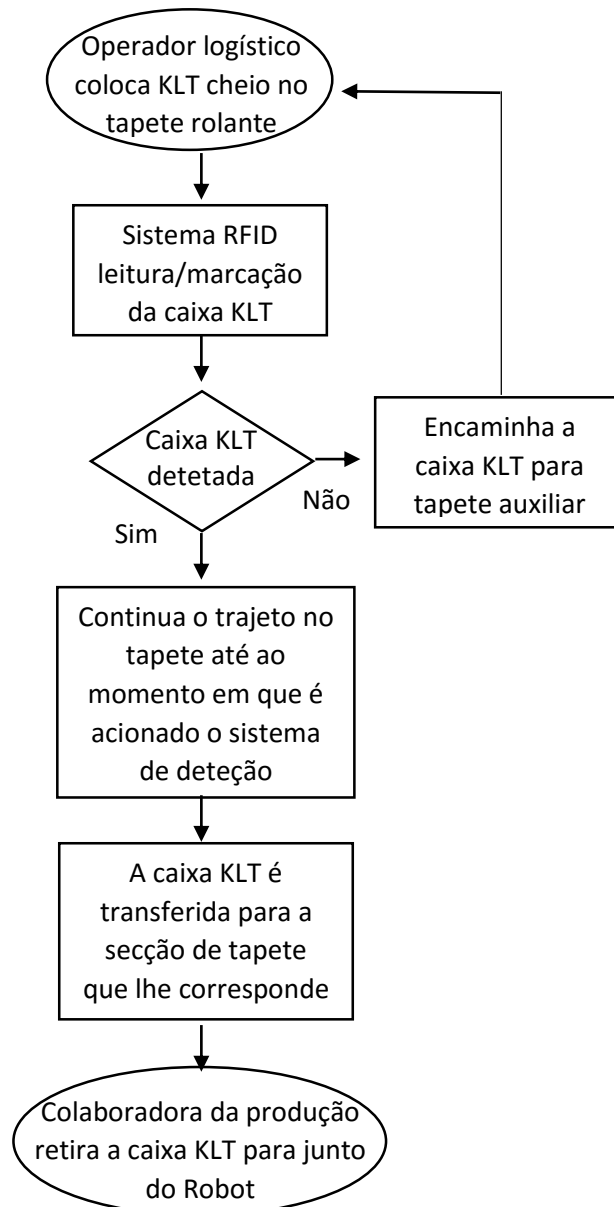 Operador logístico
coloca KLT cheio no
tapete rolante
Sistema RFID
leitura/marcação
da caixa KLT
Caixa KLT
detetada
Não
Sim
Encaminha a
caixa KLT para
tapete auxiliar
Continua o trajeto no
tapete até ao
momento em que é
acionado o sistema
de deteção
A caixa KLT é
transferida para a
secção de tapete
que lhe corresponde
Colaboradora da produção
retira a caixa KLT para junto
do Robot